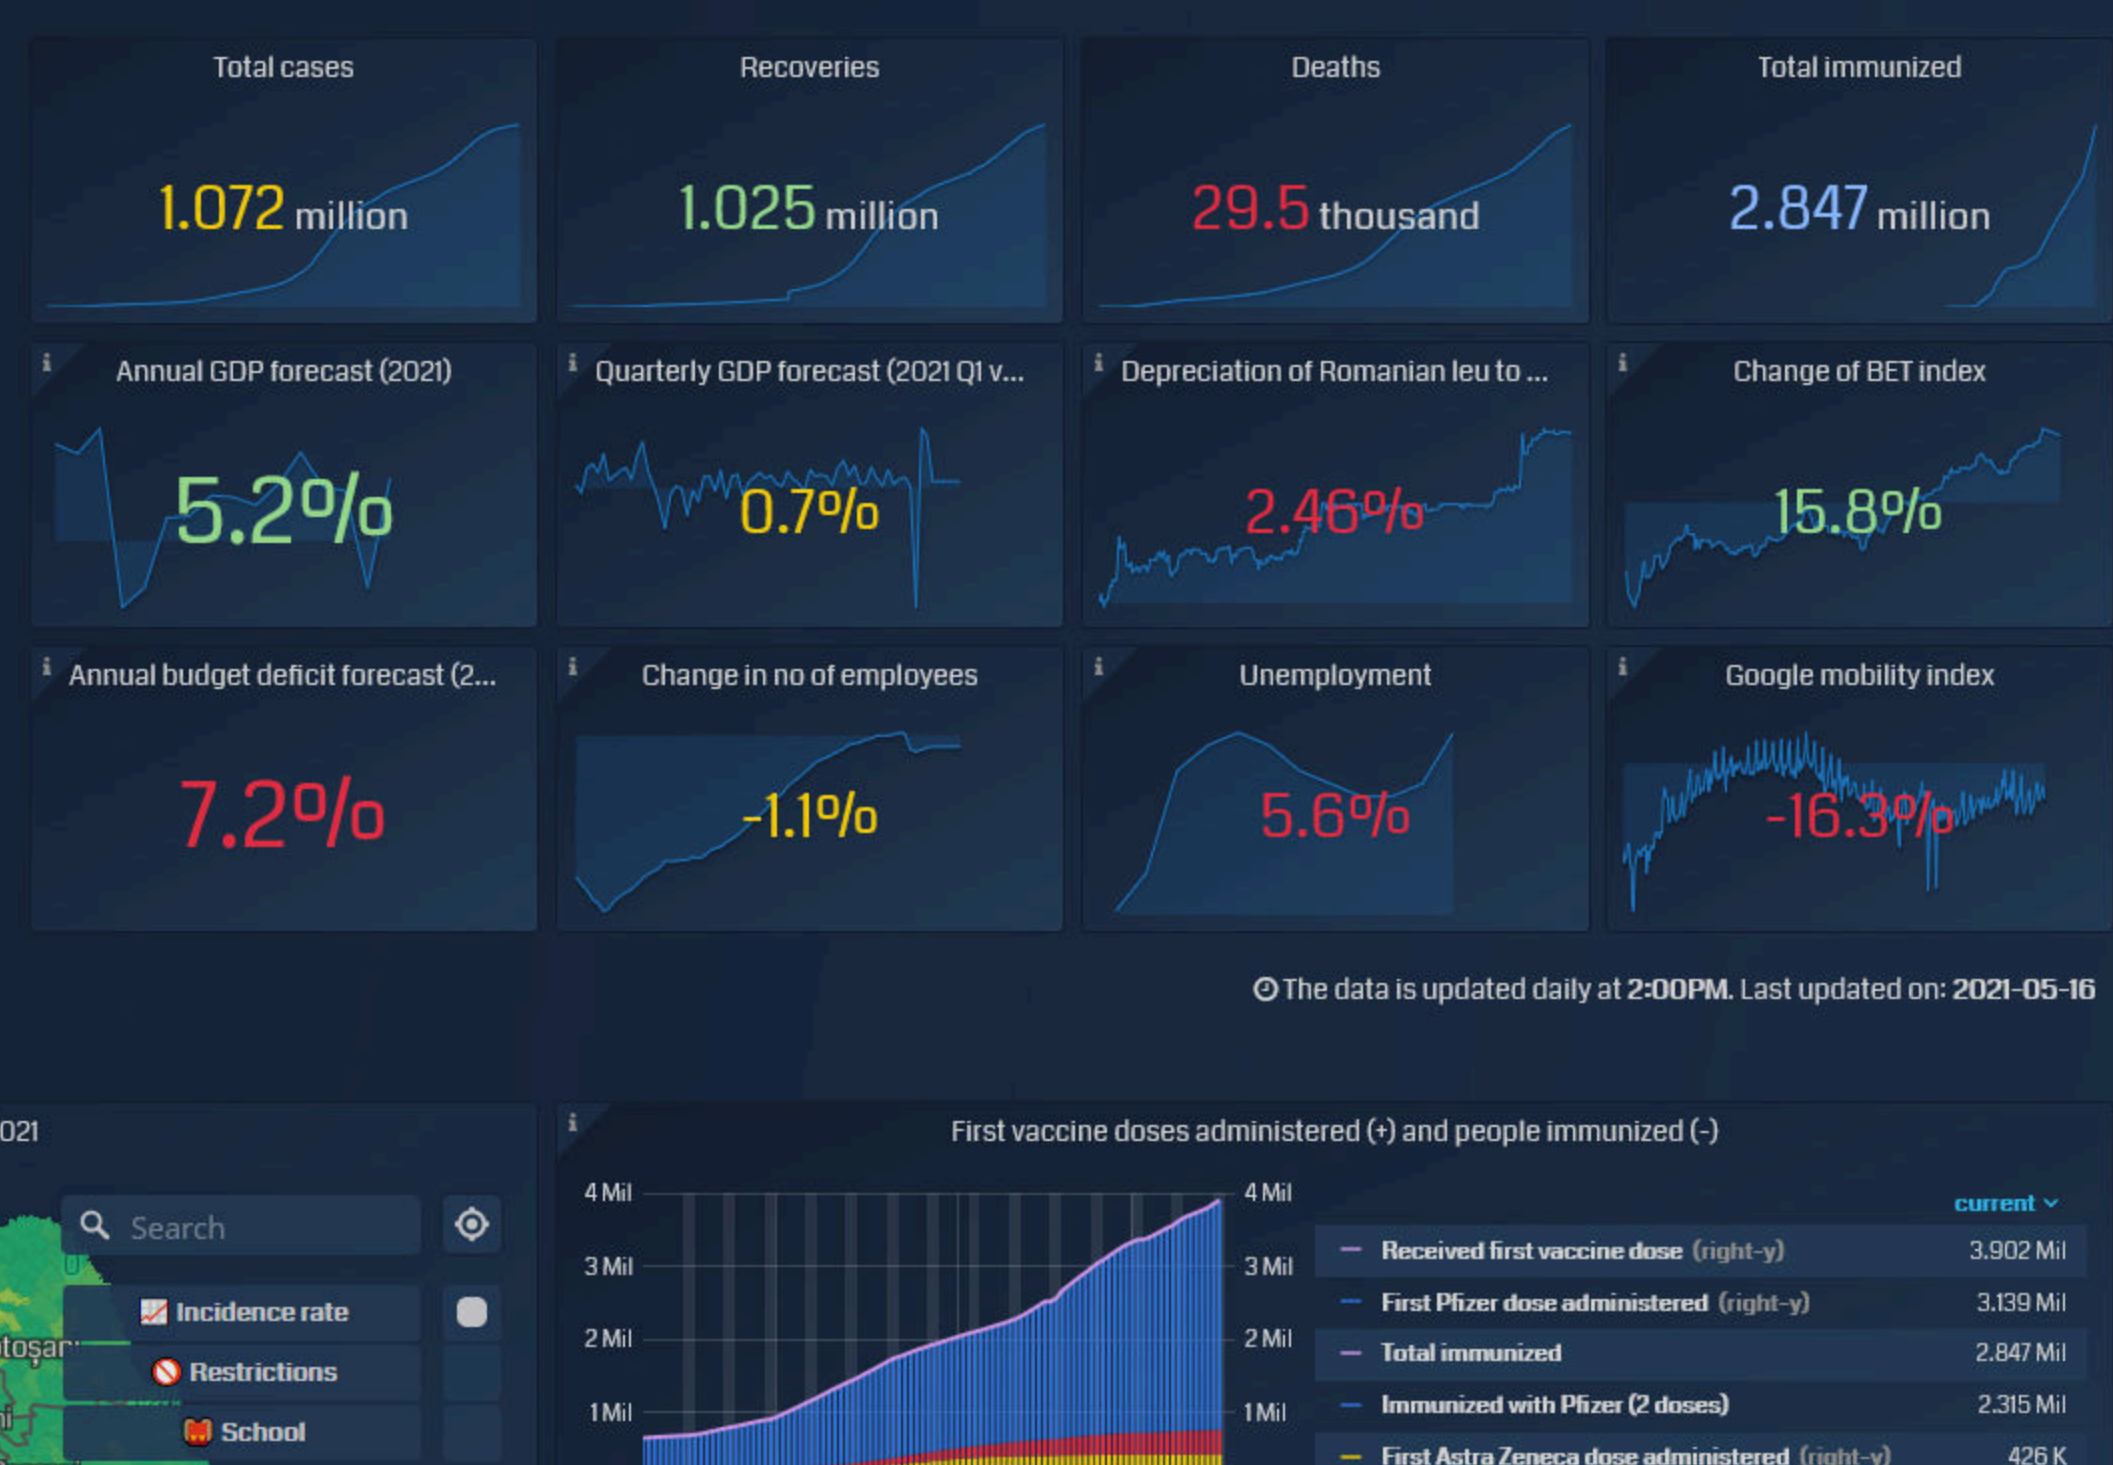 Total cases
1.072 million
Recoveries
1.025 million
Deaths
29.5 thousand
Total immunized
2.847 million
Annual GDP forecast (2021)
5.2%
Quarterly GDP forecast (2021 Q1 v...
0.7%
Depreciation of Romanian leu to ...
2.46%
Change of BET index
15.8%
Annual budget deficit forecast (2...
7.2%
Change in no of employees
-1.1%
Unemployment
5.6%
Google mobility index
-16.3%
The data is updated daily at 2:00PM. Last updated on: 2021-05-16
021
Search
Incidence rate
Restrictions
School
First vaccine doses administered (+) and people immunized (-)
4 Mil
3 Mil
2 Mil
1 Mil
4 Mil
3 Mil
2 Mil
1 Mil
current
Received first vaccine dose (right-y) 3.902 Mil
First Pfizer dose administered (right-y) 3.139 Mil
Total immunized 2.847 Mil
Immunized with Pfizer (2 doses) 2.315 Mil
First Astra Zeneca dose administered (right-y) 426 K